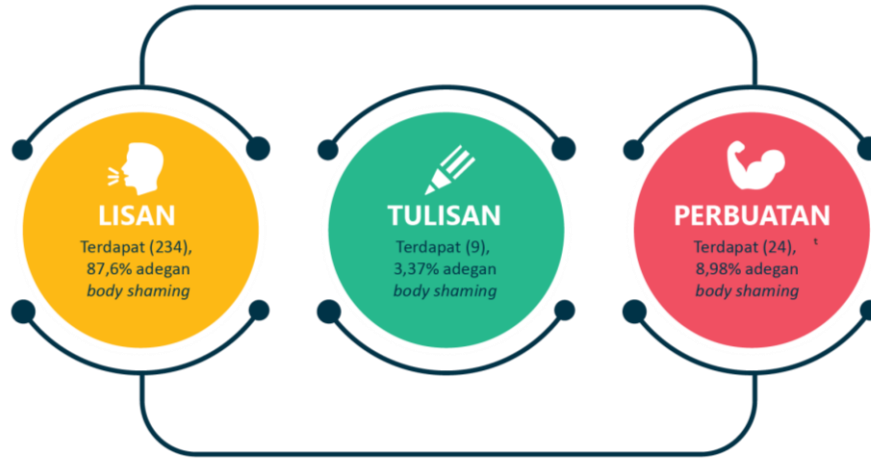 LISAN
Terdapat (234),
87,6% adegan
body shaming
TULISAN
Terdapat (9),
3,37% adegan
body shaming
PERBUATAN
Terdapat (24), t
8,98% adegan
body shaming